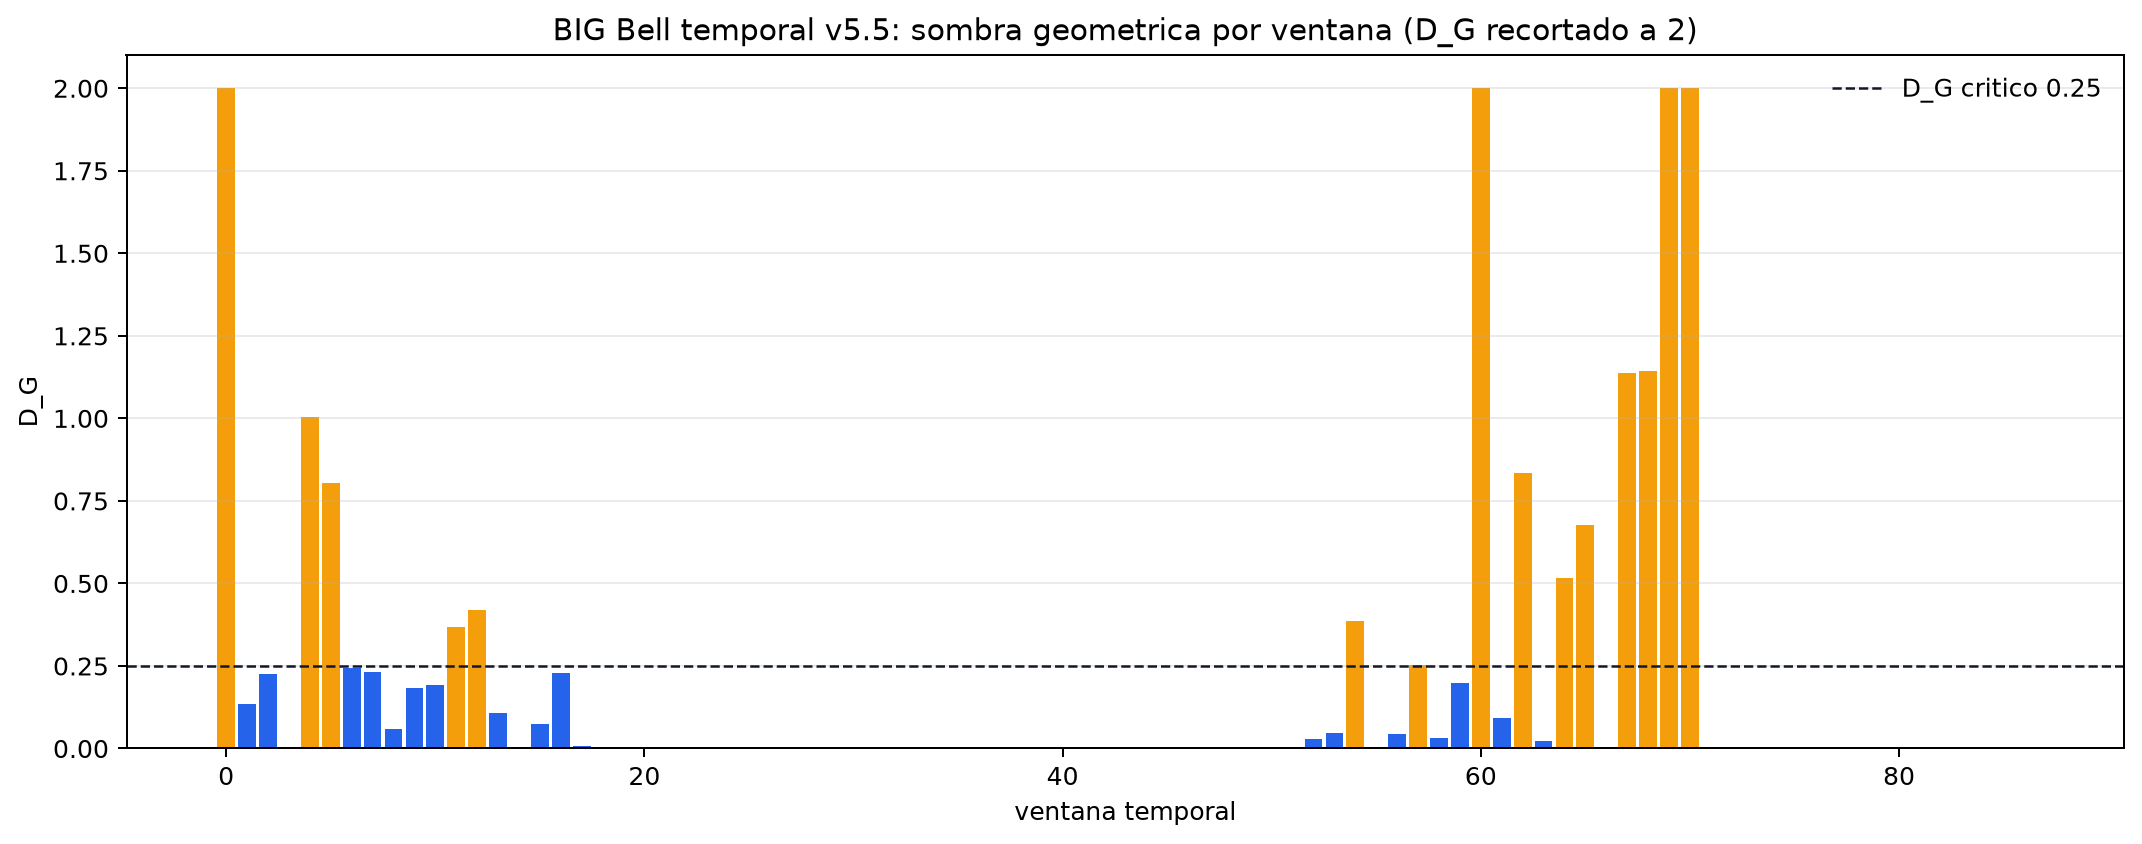 BIG Bell temporal v5.5: sombra geometrica por ventana (D_G recortado a 2)
D_G critico 0.25
2.00
1.75
1.50
1.25
1.00
0.75
0.50
0.25
0.00
D_G
0 20 40 60 80
ventana temporal